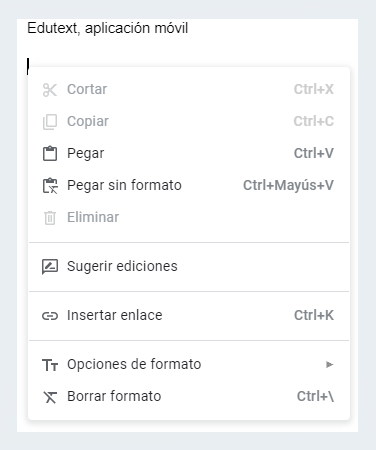 Edutext, aplicación móvil
Cortar Ctrl+X
Copiar Ctrl+C
Pegar Ctrl+V
Pegar sin formato Ctrl+Mayús+V
Eliminar
Sugerir ediciones
Insertar enlace Ctrl+K
Opciones de formato ►
Borrar formato Ctrl+\